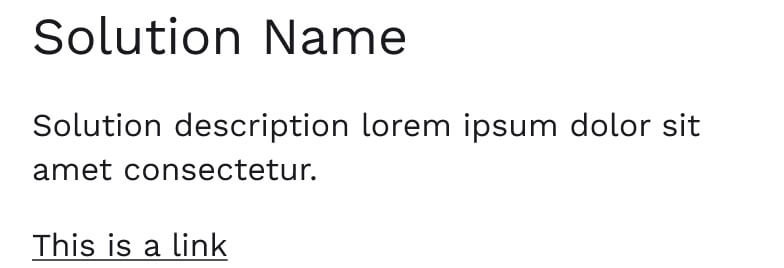 Solution Name
Solution description lorem ipsum dolor sit
amet consectetur.
This is a link